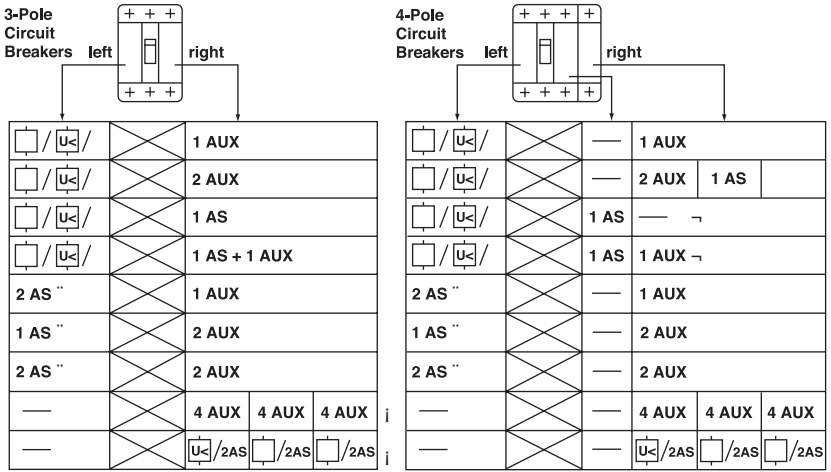 3-Pole
Circuit
Breakers left right
+ + +
+ + +
U< 1 AUX
U< 2 AUX
U< 1 AS
U< 1 AS + 1 AUX
2 AS ¨ 1 AUX
1 AS ¨ 2 AUX
2 AS ¨ 2 AUX
— 4 AUX 4 AUX 4 AUX ¡
— U< /2AS /2AS /2AS ¡
4-Pole
Circuit
Breakers left right
+ + + +
+ + + +
/ U< / — 1 AUX
/ U< / — 2 AUX 1 AS
/ U< / 1 AS — ¬
/ U< / 1 AS 1 AUX ¬
2 AS ¨ — 1 AUX
1 AS ¨ — 2 AUX
2 AS ¨ — 2 AUX
— — 4 AUX 4 AUX 4 AUX
— — U< /2AS /2AS /2AS